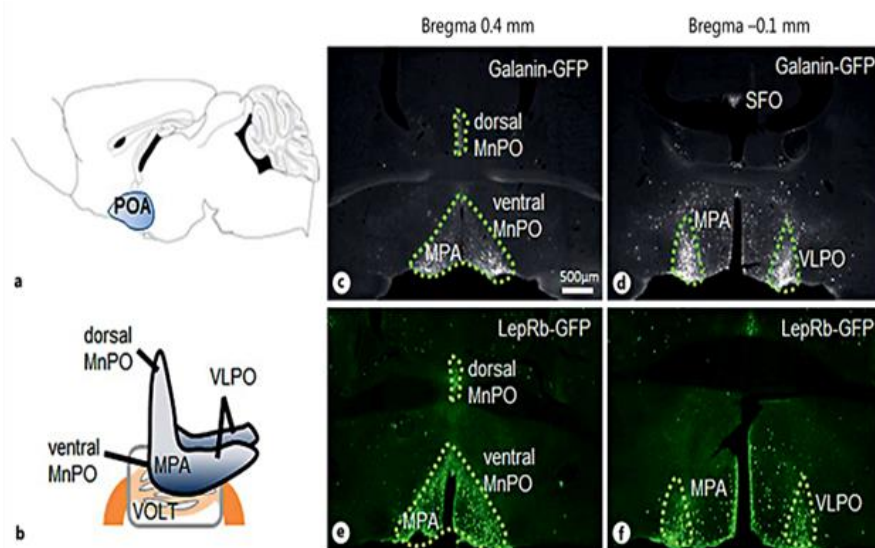 Bregma 0.4 mm
Bregma –0.1 mm
POA
a
Galanin-GFP
dorsal
MnPO
ventral
MnPO
MPA
500µm
c
Galanin-GFP
SFO
MPA
VLPO
d
dorsal
MnPO
VLPO
ventral
MnPO
MPA
VOLT
b
LepRb-GFP
dorsal
MnPO
ventral
MnPO
MPA
e
LepRb-GFP
MPA
VLPO
f